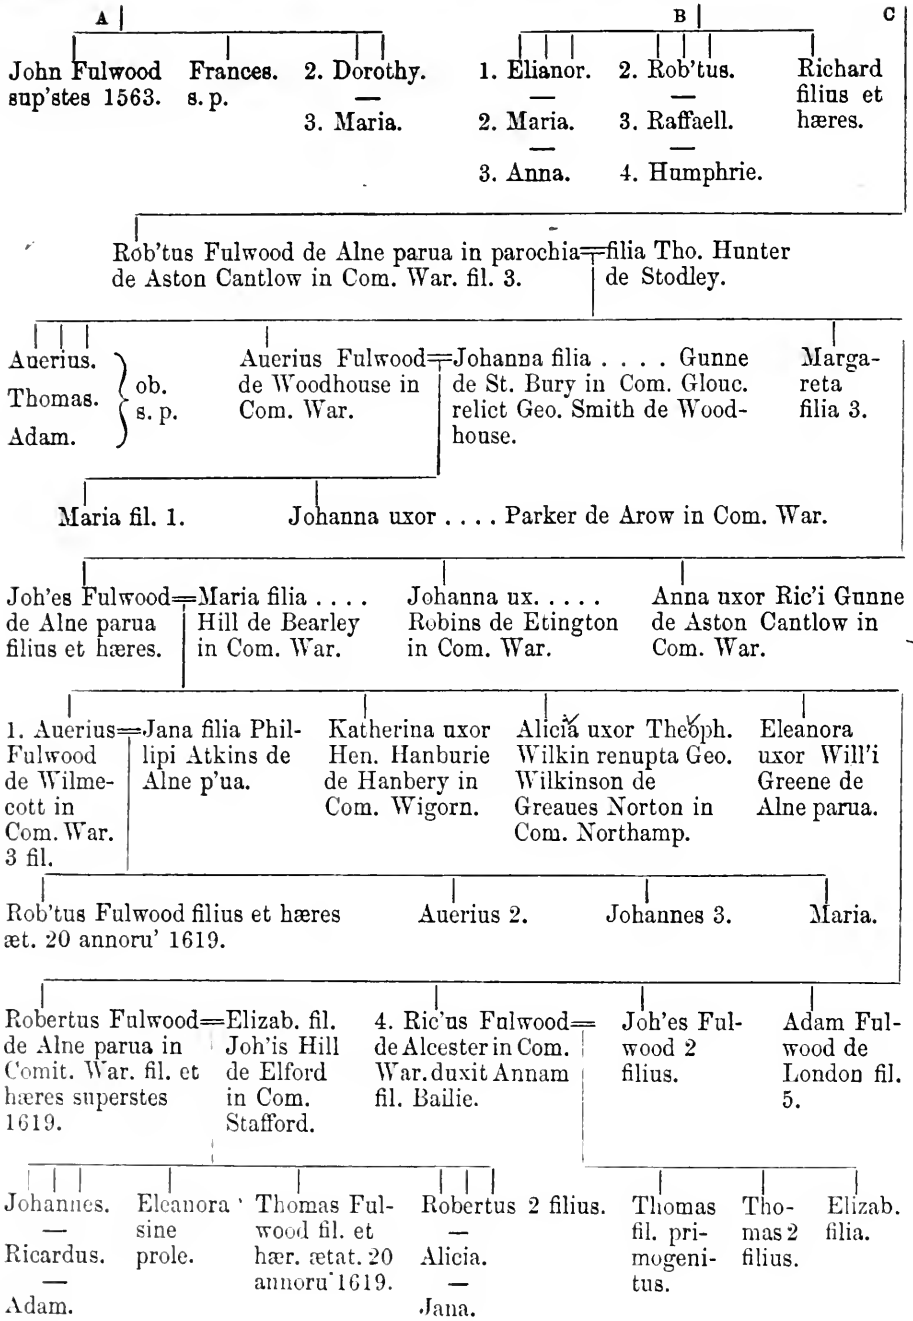 A B C
John Fulwood
sup'stes 1563.
Frances.
s. p.
2. Dorothy.
—
3. Maria.
1. Elianor.
—
2. Maria.
—
3. Anna.
2. Rob'tus.
—
3. Raffaell.
—
4. Humphrie.
Richard
filius et
hæres.
Rob'tus Fulwood de Alne parua in parochia
de Aston Cantlow in Com. War. fil. 3.
filia Tho. Hunter
de Stodley.
Auerius.
Thomas.
Adam.
ob.
s. p.
Auerius Fulwood
de Woodhouse in
Com. War.
Johanna filia . . . . Gunne
de St. Bury in Com. Glouc.
relict Geo. Smith de Wood-
house.
Marga-
reta
filia 3.
Maria fil. 1.
Johanna uxor . . . . Parker de Arow in Com. War.
Joh'es Fulwood
de Alne parua
filius et hæres.
Maria filia . . . .
Hill de Bearley
in Com. War.
Johanna ux. . . . .
Robins de Etington
in Com. War.
Anna uxor Ric'i Gunne
de Aston Cantlow in
Com. War.
1. Auerius
Fulwood
de Wilme-
cott in
Com. War.
3 fil.
Jana filia Phil-
lipi Atkins de
Alne p'ua.
Katherina uxor
Hen. Hanburie
de Hanbery in
Com. Wigorn.
Alicia uxor Theoph.
Wilkin renupta Geo.
Wilkinson de
Greaues Norton in
Com. Northamp.
Eleanora
uxor Will'i
Greene de
Alne parua.
Rob'tus Fulwood filius et hæres
æt. 20 annoru' 1619.
Auerius 2.
Johannes 3.
Maria.
Robertus Fulwood
de Alne parua in
Comit. War. fil. et
hæres superstes
1619.
Elizab. fil.
Joh'is Hill
de Elford
in Com.
Stafford.
4. Ric'us Fulwood
de Alcester in Com.
War. duxit Annam
fil. Bailie.
Joh'es Ful-
wood 2
filius.
Adam Ful-
wood de
London fil.
5.
Johannes.
—
Ricardus.
—
Adam.
Eleanora
sine
prole.
Thomas Ful-
wood fil. et
hær. ætat. 20
annoru' 1619.
Robertus 2 filius.
—
Alicia.
—
Jana.
Thomas
fil. pri-
mogeni-
tus.
Tho-
mas 2
filius.
Elizab.
filia.